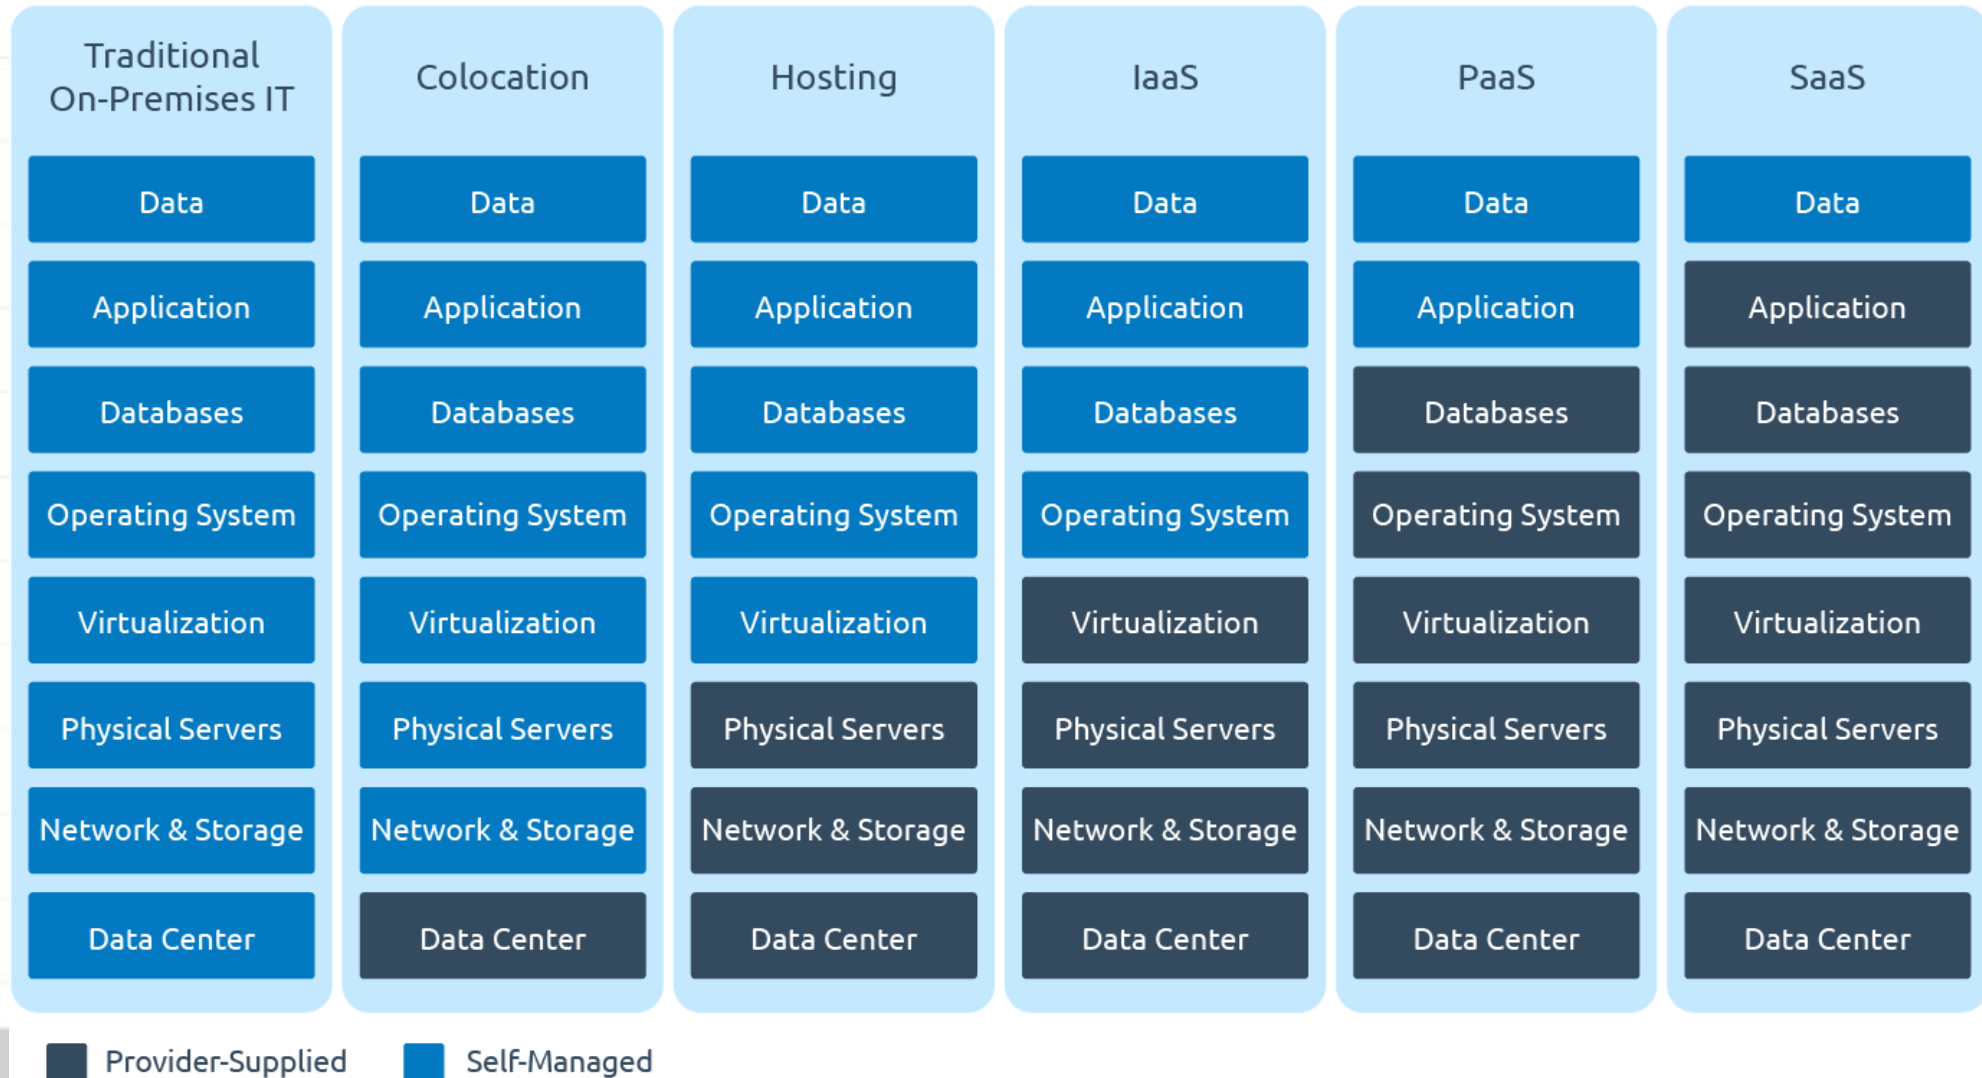 Traditional
On-Premises IT
Colocation
Hosting
IaaS
PaaS
SaaS
Data
Data
Data
Data
Data
Data
Application
Application
Application
Application
Application
Application
Databases
Databases
Databases
Databases
Databases
Databases
Operating System
Operating System
Operating System
Operating System
Operating System
Operating System
Virtualization
Virtualization
Virtualization
Virtualization
Virtualization
Virtualization
Physical Servers
Physical Servers
Physical Servers
Physical Servers
Physical Servers
Physical Servers
Network & Storage
Network & Storage
Network & Storage
Network & Storage
Network & Storage
Network & Storage
Data Center
Data Center
Data Center
Data Center
Data Center
Data Center
Provider-Supplied
Self-Managed